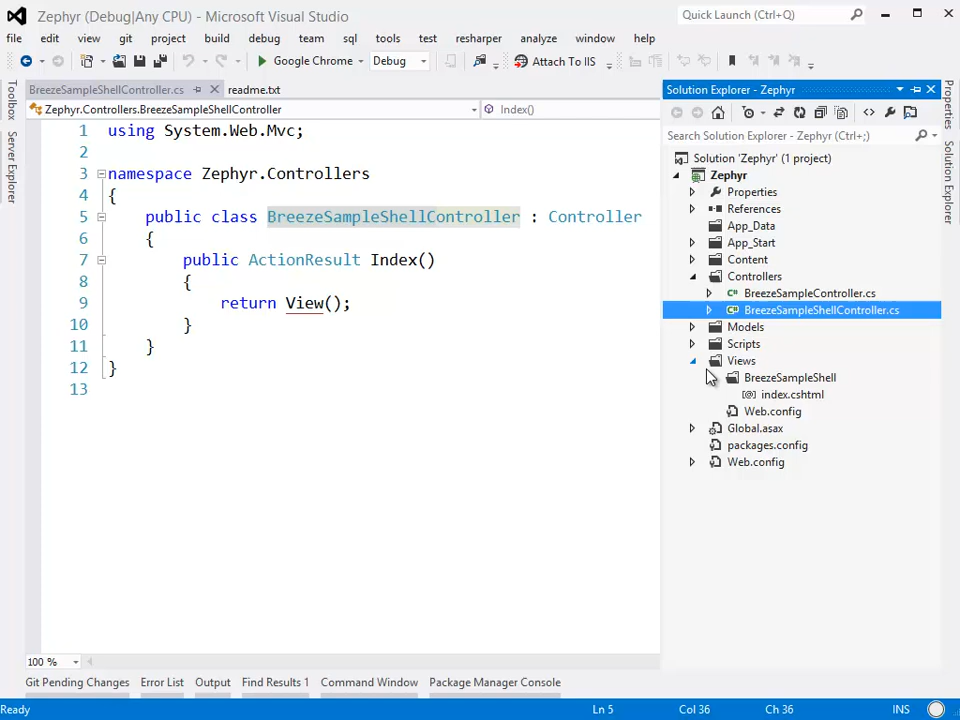 Zephyr (Debug|Any CPU) - Microsoft Visual Studio
Quick Launch (Ctrl+Q)
file edit view git project build debug team sql tools test resharper analyze window help
Google Chrome Debug Attach To IIS
Toolbox
Server Explorer
BreezeSampleShellController.cs readme.txt
Zephyr.Controllers.BreezeSampleShellController Index()
1 using System.Web.Mvc;
2
3 namespace Zephyr.Controllers
4 {
5 public class BreezeSampleShellController : Controller
6 {
7 public ActionResult Index()
8 {
9 return View();
10 }
11 }
12 }
13
100 %
Solution Explorer - Zephyr
Search Solution Explorer - Zephyr (Ctrl+;)
Solution 'Zephyr' (1 project)
Zephyr
Properties
References
App_Data
App_Start
Content
Controllers
BreezeSampleController.cs
BreezeSampleShellController.cs
Models
Scripts
Views
BreezeSampleShell
index.cshtml
Web.config
Global.asax
packages.config
Web.config
Properties
Solution Explorer
Git Pending Changes Error List Output Find Results 1 Command Window Package Manager Console
Ready Ln 5 Col 36 Ch 36 INS